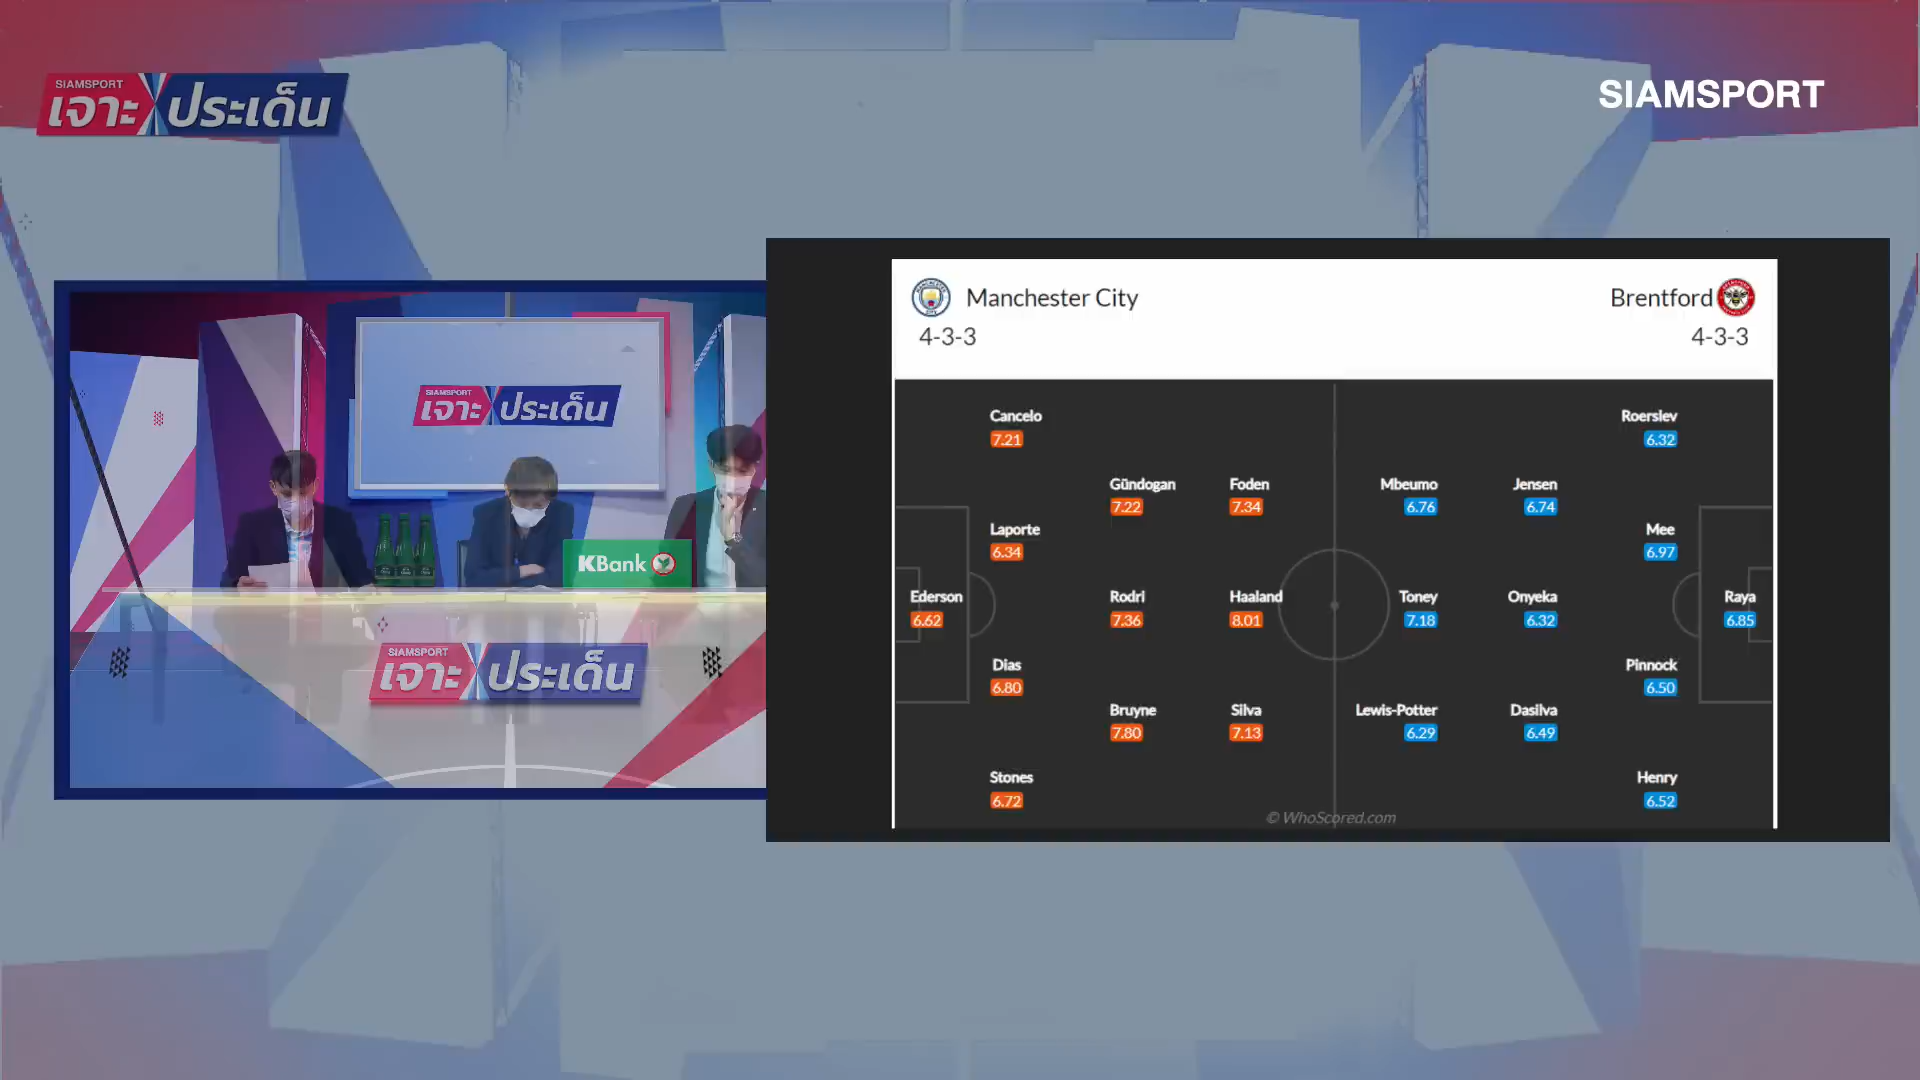 SIAMSPORT
เจาะประเด็น
SIAMSPORT
SIAMSPORT
เจาะประเด็น
KBank
SIAMSPORT
เจาะประเด็น
Manchester City
4-3-3
Brentford
4-3-3
Cancelo
7.21
Roerslev
6.32
Gündogan
7.22
Foden
7.34
Mbeumo
6.76
Jensen
6.74
Laporte
6.34
Mee
6.97
Ederson
6.62
Rodri
7.36
Haaland
8.01
Toney
7.18
Onyeka
6.32
Raya
6.85
Dias
6.80
Pinnock
6.50
Bruyne
7.80
Silva
7.13
Lewis-Potter
6.29
Dasilva
6.49
Stones
6.72
Henry
6.52
© WhoScored.com